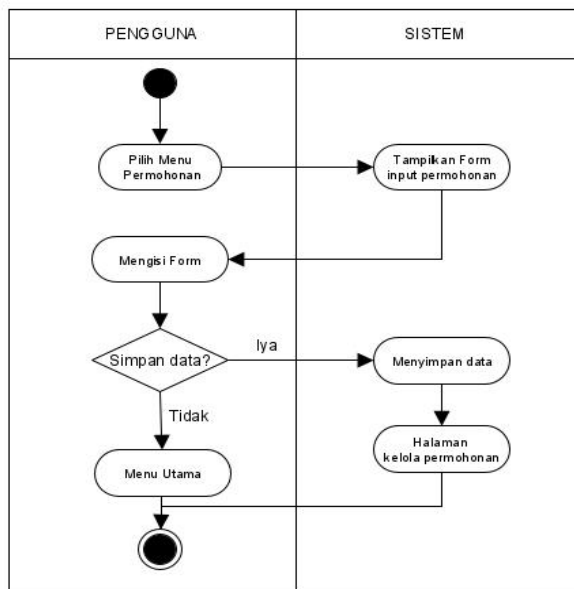 PENGGUNA
SISTEM
Pilih Menu
Permohonan
Tampilkan Form
input permohonan
Mengisi Form
Simpan data?
Iya
Menyimpan data
Tidak
Halaman
kelola permohonan
Menu Utama